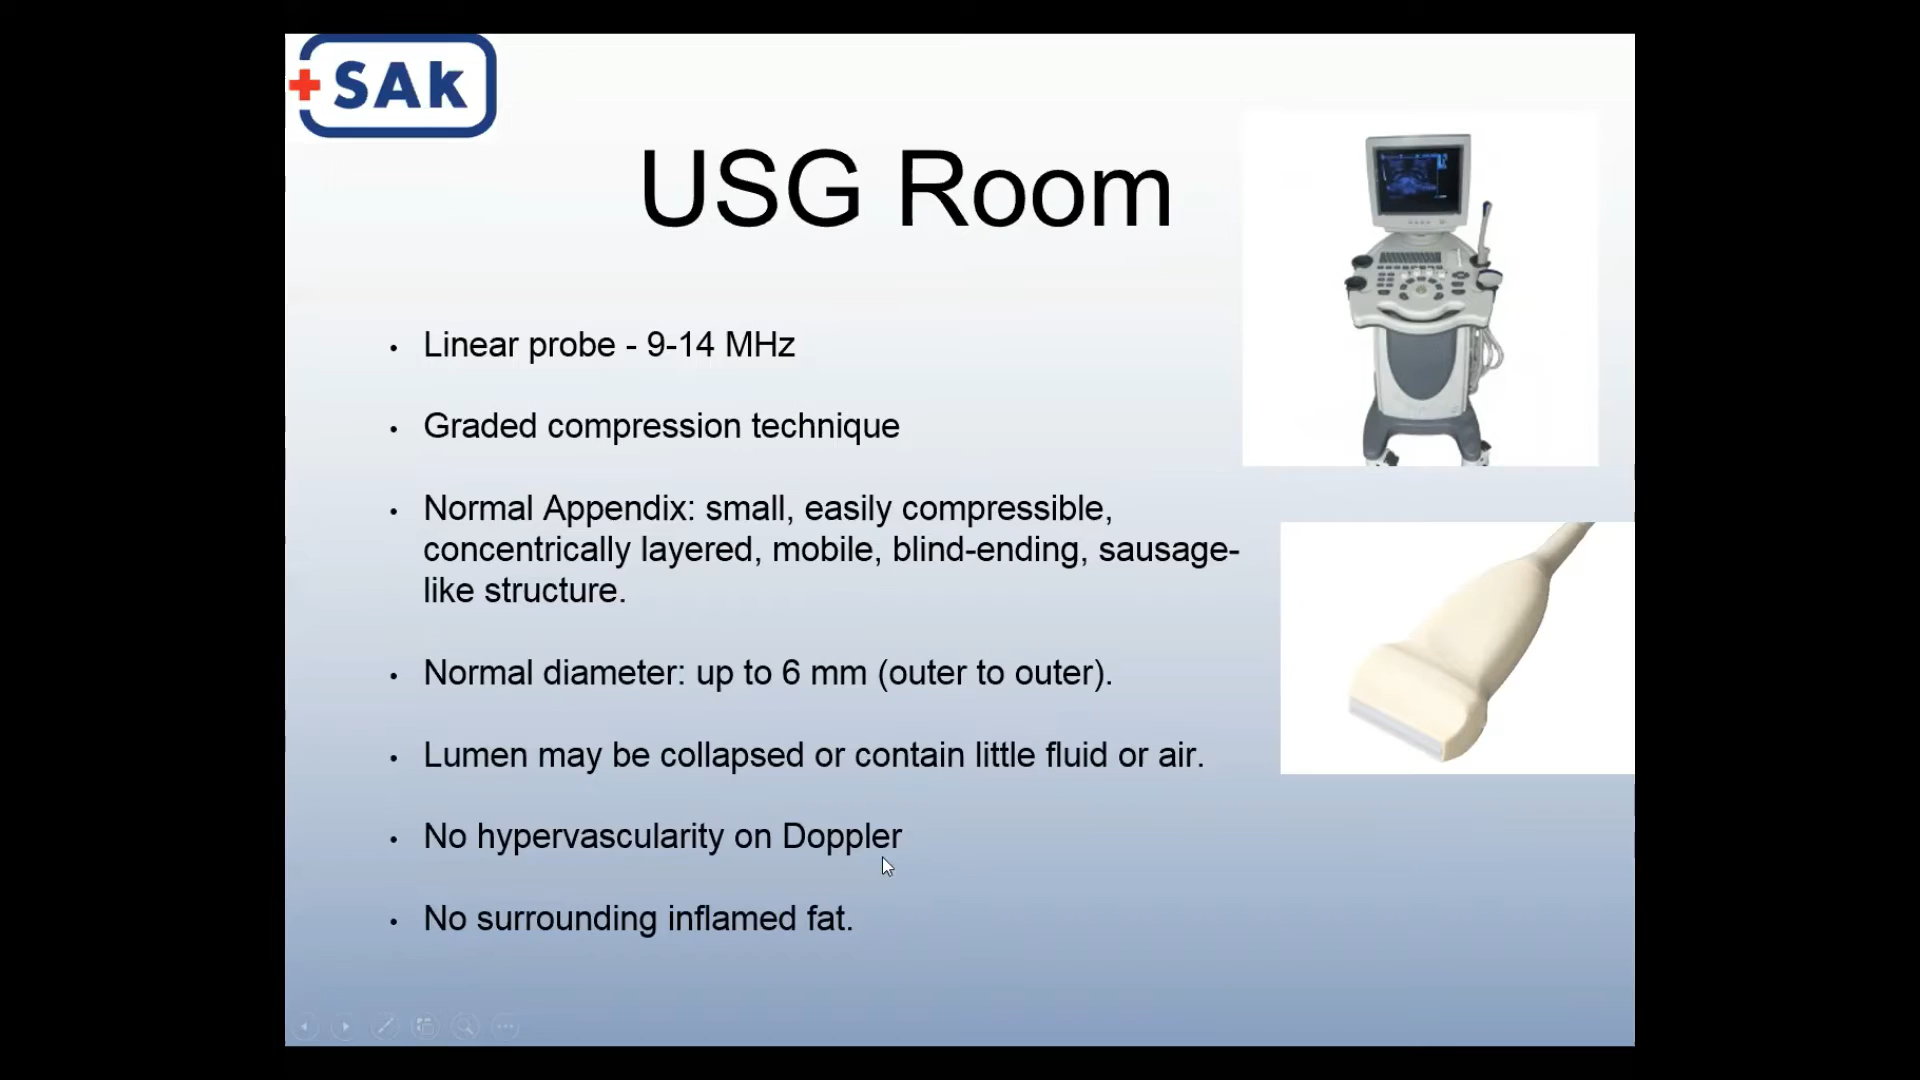 SAk
USG Room
• Linear probe - 9-14 MHz
• Graded compression technique
• Normal Appendix: small, easily compressible,
concentrically layered, mobile, blind-ending, sausage-
like structure.
• Normal diameter: up to 6 mm (outer to outer).
• Lumen may be collapsed or contain little fluid or air.
• No hypervascularity on Doppler
• No surrounding inflamed fat.